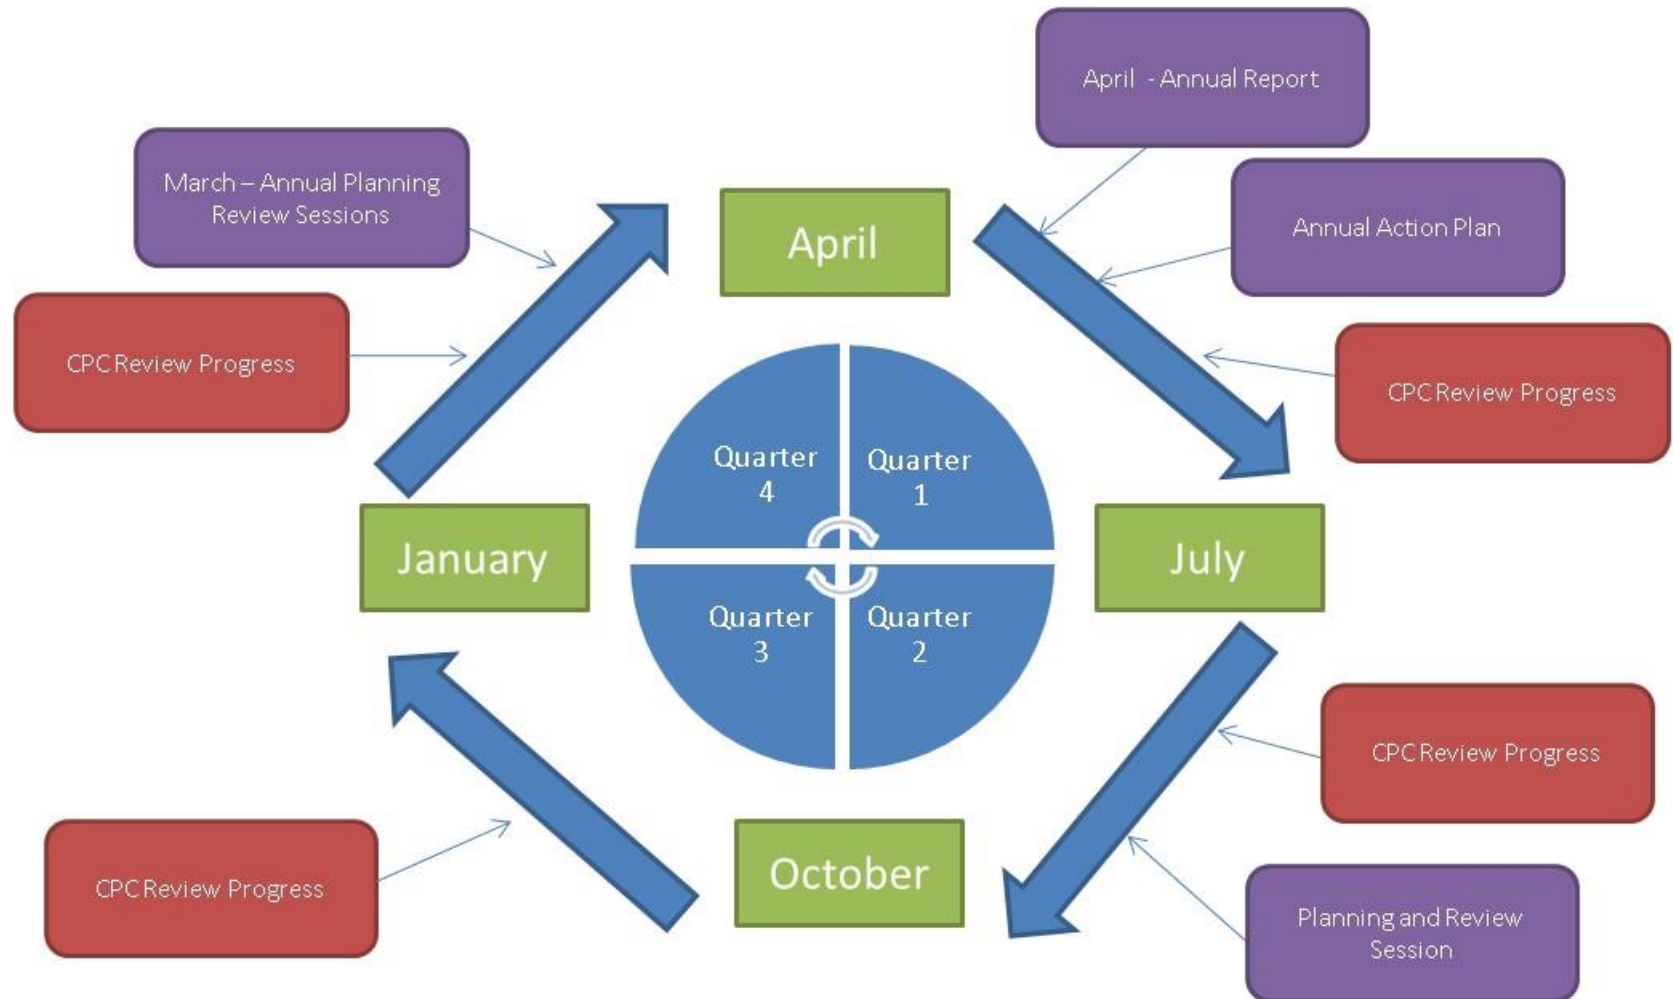 April - Annual Report
March – Annual Planning
Review Sessions
April
Annual Action Plan
CPC Review Progress
CPC Review Progress
Quarter
4
Quarter
1
January
July
Quarter
3
Quarter
2
CPC Review Progress
CPC Review Progress
October
Planning and Review
Session